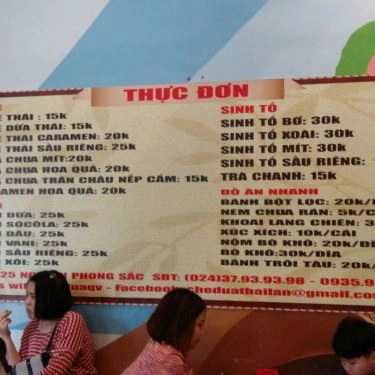 THỰC ĐƠN
THÁI : 15k
DỪA THÁI: 15k
THÁI CARAMEN: 20k
THÁI SẦU RIÊNG: 25k
CHUA MÍT:20k
CHUA HOA QUẢ: 20k
CHUA TRÂN CHÂU NẾP CẨM: 15k
HOA QUẢ: 20k
DỪA: 25k
SÔCÔLA: 25k
DÂU: 25k
VANI: 25k
SẦU RIÊNG: 25k
XÔI: 25k
SINH TỐ
SINH TỐ BƠ: 30k
SINH TỐ XOÀI: 30k
SINH TỐ MÍT: 30k
SINH TỐ SẦU RIÊNG:
TRÀ CHANH: 15k
ĐỒ ĂN NHANH
BÁNH BỘT LỌC: 20k/
NEM CHUA RÁN: 5k/
KHOAI LANG CHIÊN:
XÚC XÍCH: 10k/CÁI
NỘM BÒ KHÔ: 20k/
BÒ KHÔ:30k/DĨA
BÁNH TRÔI TÀU: 20k/
PHONG SẮC SĐT: (024)37.93.93.98 - 0935.9
- Facebook: cheduathailan@gmail.com